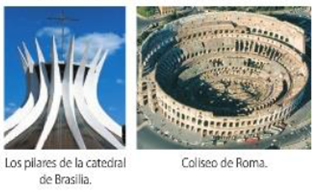 Los pilares de la catedral
de Brasilia.
Coliseo de Roma.